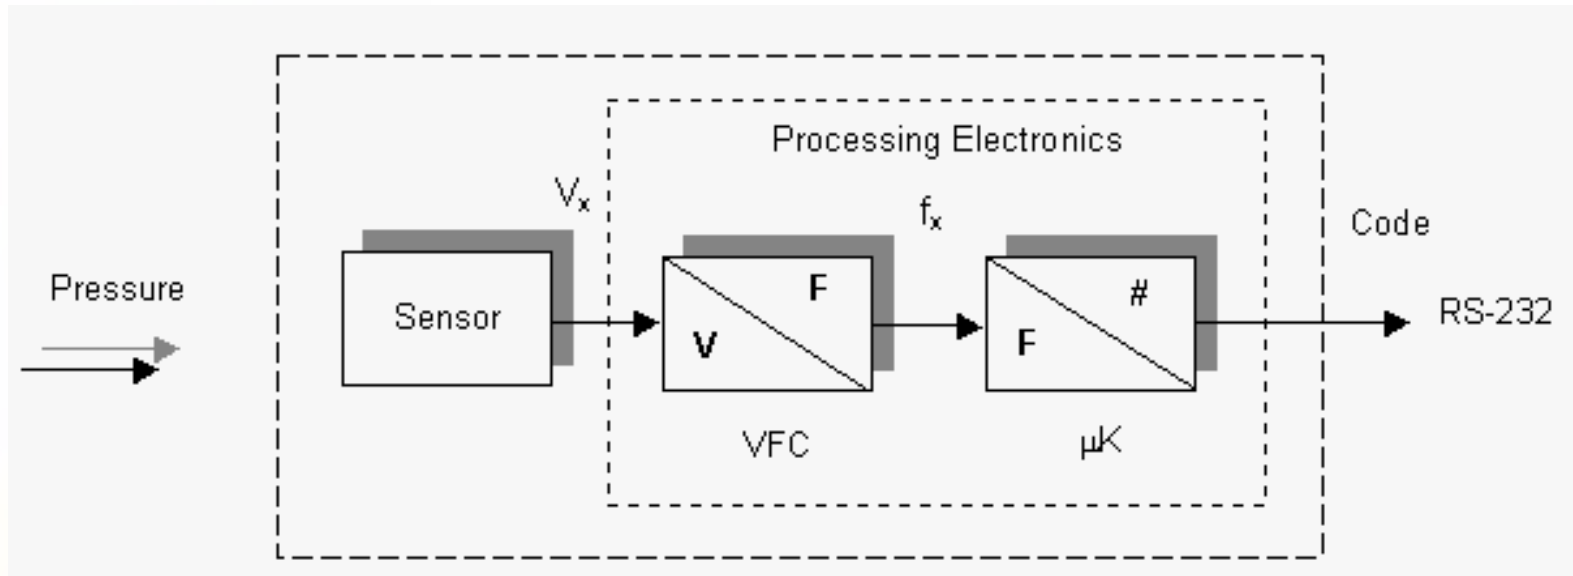 Processing Electronics
Vx
fx
Code
Pressure
Sensor
F
V
#
F
RS-232
VFC
µK